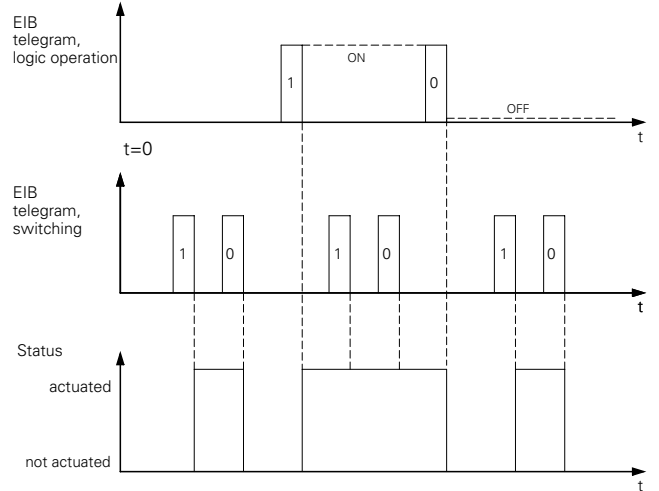 EIB
telegram,
logic operation
1
ON
0
OFF
t
t=0
EIB
telegram,
switching
1
0
1
0
1
0
t
Status
actuated
not actuated
t